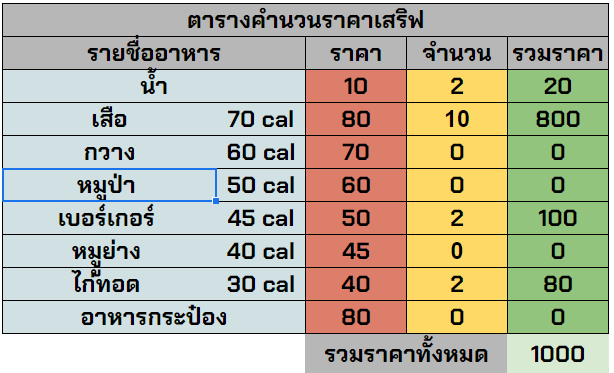 ตารางคำนวนราคาเสริฟ
รายชื่ออาหาร ราคา จำนวน รวมราคา
น้ำ 10 2 20
เสือ 70 cal 80 10 800
กวาง 60 cal 70 0 0
หมูป่า 50 cal 60 0 0
เบอร์เกอร์ 45 cal 50 2 100
หมูย่าง 40 cal 45 0 0
ไก่ทอด 30 cal 40 2 80
อาหารกระป๋อง 80 0 0
รวมราคาทั้งหมด 1000